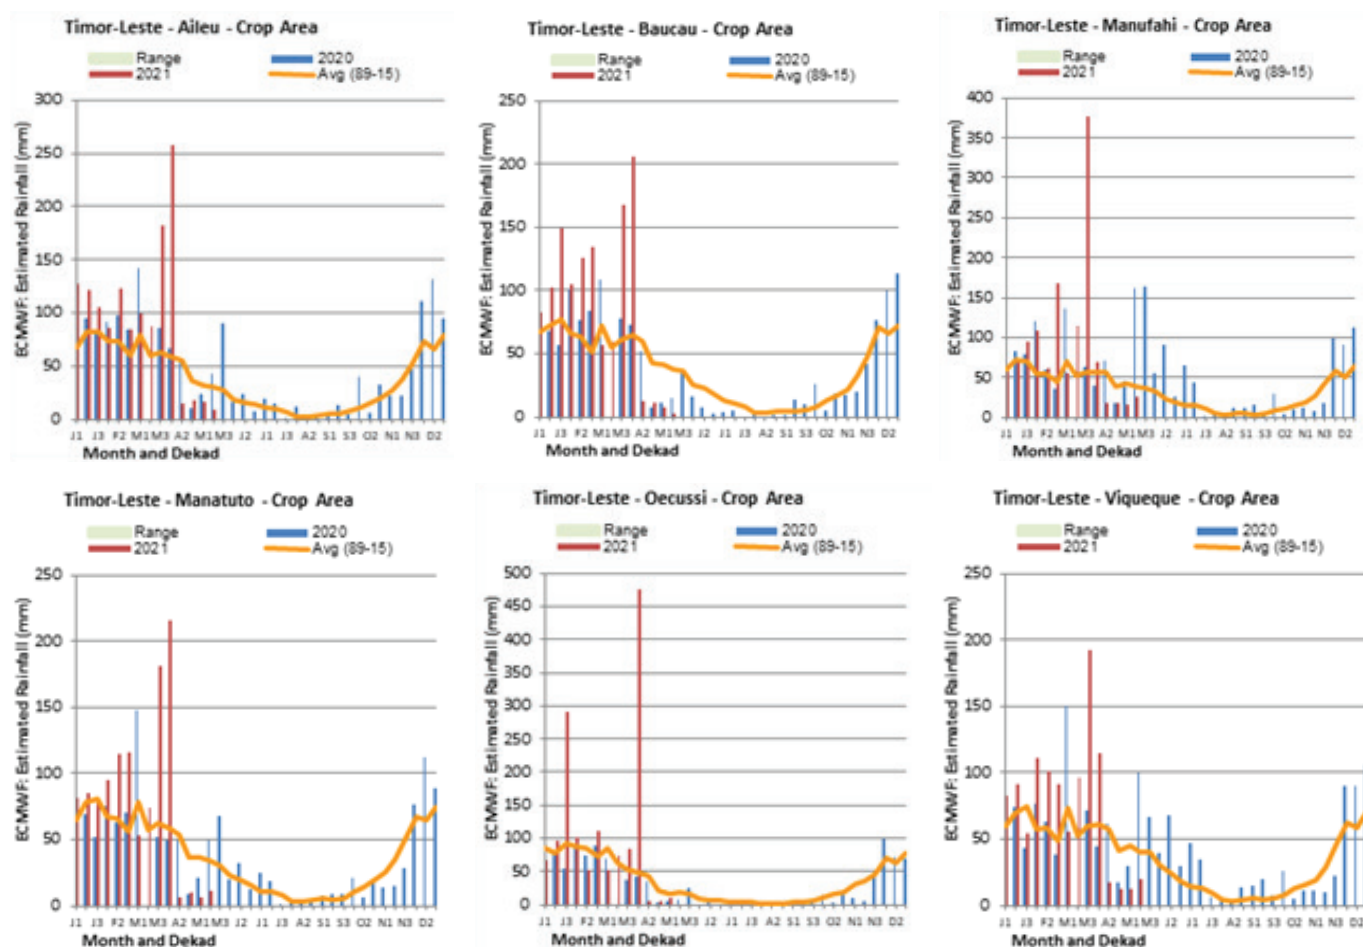 Timor-Leste - Aileu - Crop Area
Range 2020
2021 Avg (89-15)
ECMWF: Estimated Rainfall (mm)
300
250
200
150
100
50
0
J1 J3 F2 M1 M3 A2 M1 M3 J2 J1 J3 A2 S1 S3 O2 N1 N3 D2
Month and Dekad
Timor-Leste - Baucau - Crop Area
Range 2020
2021 Avg (89-15)
ECMWF: Estimated Rainfall (mm)
250
200
150
100
50
0
J1 J3 F2 M1 M3 A2 M1 M3 J2 J1 J3 A2 S1 S3 O2 N1 N3 D2
Month and Dekad
Timor-Leste - Manufahi - Crop Area
Range 2020
2021 Avg (89-15)
ECMWF: Estimated Rainfall (mm)
400
350
300
250
200
150
100
50
0
J1 J3 F2 M1 M3 A2 M1 M3 J2 J1 J3 A2 S1 S3 O2 N1 N3 D2
Month and Dekad
Timor-Leste - Manatuto - Crop Area
Range 2020
2021 Avg (89-15)
ECMWF: Estimated Rainfall (mm)
250
200
150
100
50
0
J1 J3 F2 M1 M3 A2 M1 M3 J2 J1 J3 A2 S1 S3 O2 N1 N3 D2
Month and Dekad
Timor-Leste - Oecussi - Crop Area
Range 2020
2021 Avg (89-15)
ECMWF: Estimated Rainfall (mm)
500
450
400
350
300
250
200
150
100
50
0
J1 J3 F2 M1 M3 A2 M1 M3 J2 J1 J3 A2 S1 S3 O2 N1 N3 D2
Month and Dekad
Timor-Leste - Viqueque - Crop Area
Range 2020
2021 Avg (89-15)
ECMWF: Estimated Rainfall (mm)
250
200
150
100
50
0
J1 J3 F2 M1 M3 A2 M1 M3 J2 J1 J3 A2 S1 S3 O2 N1 N3 D2
Month and Dekad